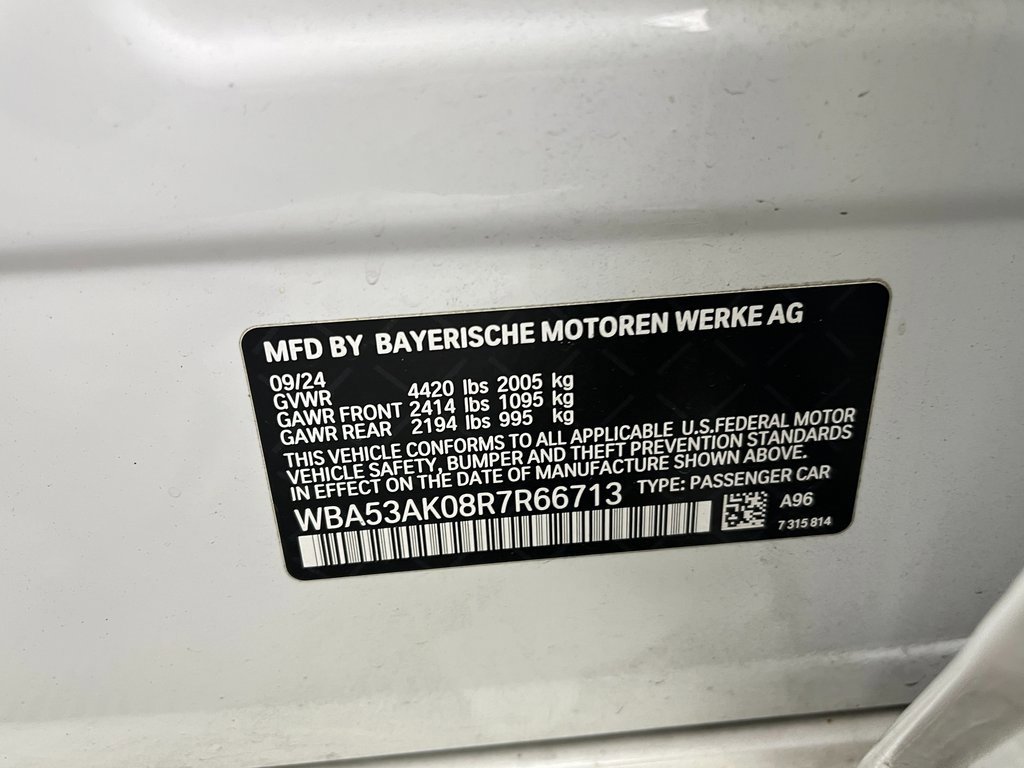 MFD BY BAYERISCHE MOTOREN WERKE AG
09/24
GVWR 4420 lbs 2005 kg
GAWR FRONT 2414 lbs 1095 kg
GAWR REAR 2194 lbs 995 kg
THIS VEHICLE CONFORMS TO ALL APPLICABLE U.S.FEDERAL MOTOR
VEHICLE SAFETY, BUMPER AND THEFT PREVENTION STANDARDS
IN EFFECT ON THE DATE OF MANUFACTURE SHOWN ABOVE.
WBA53AK08R7R66713 TYPE: PASSENGER CAR
A96
7 315 814